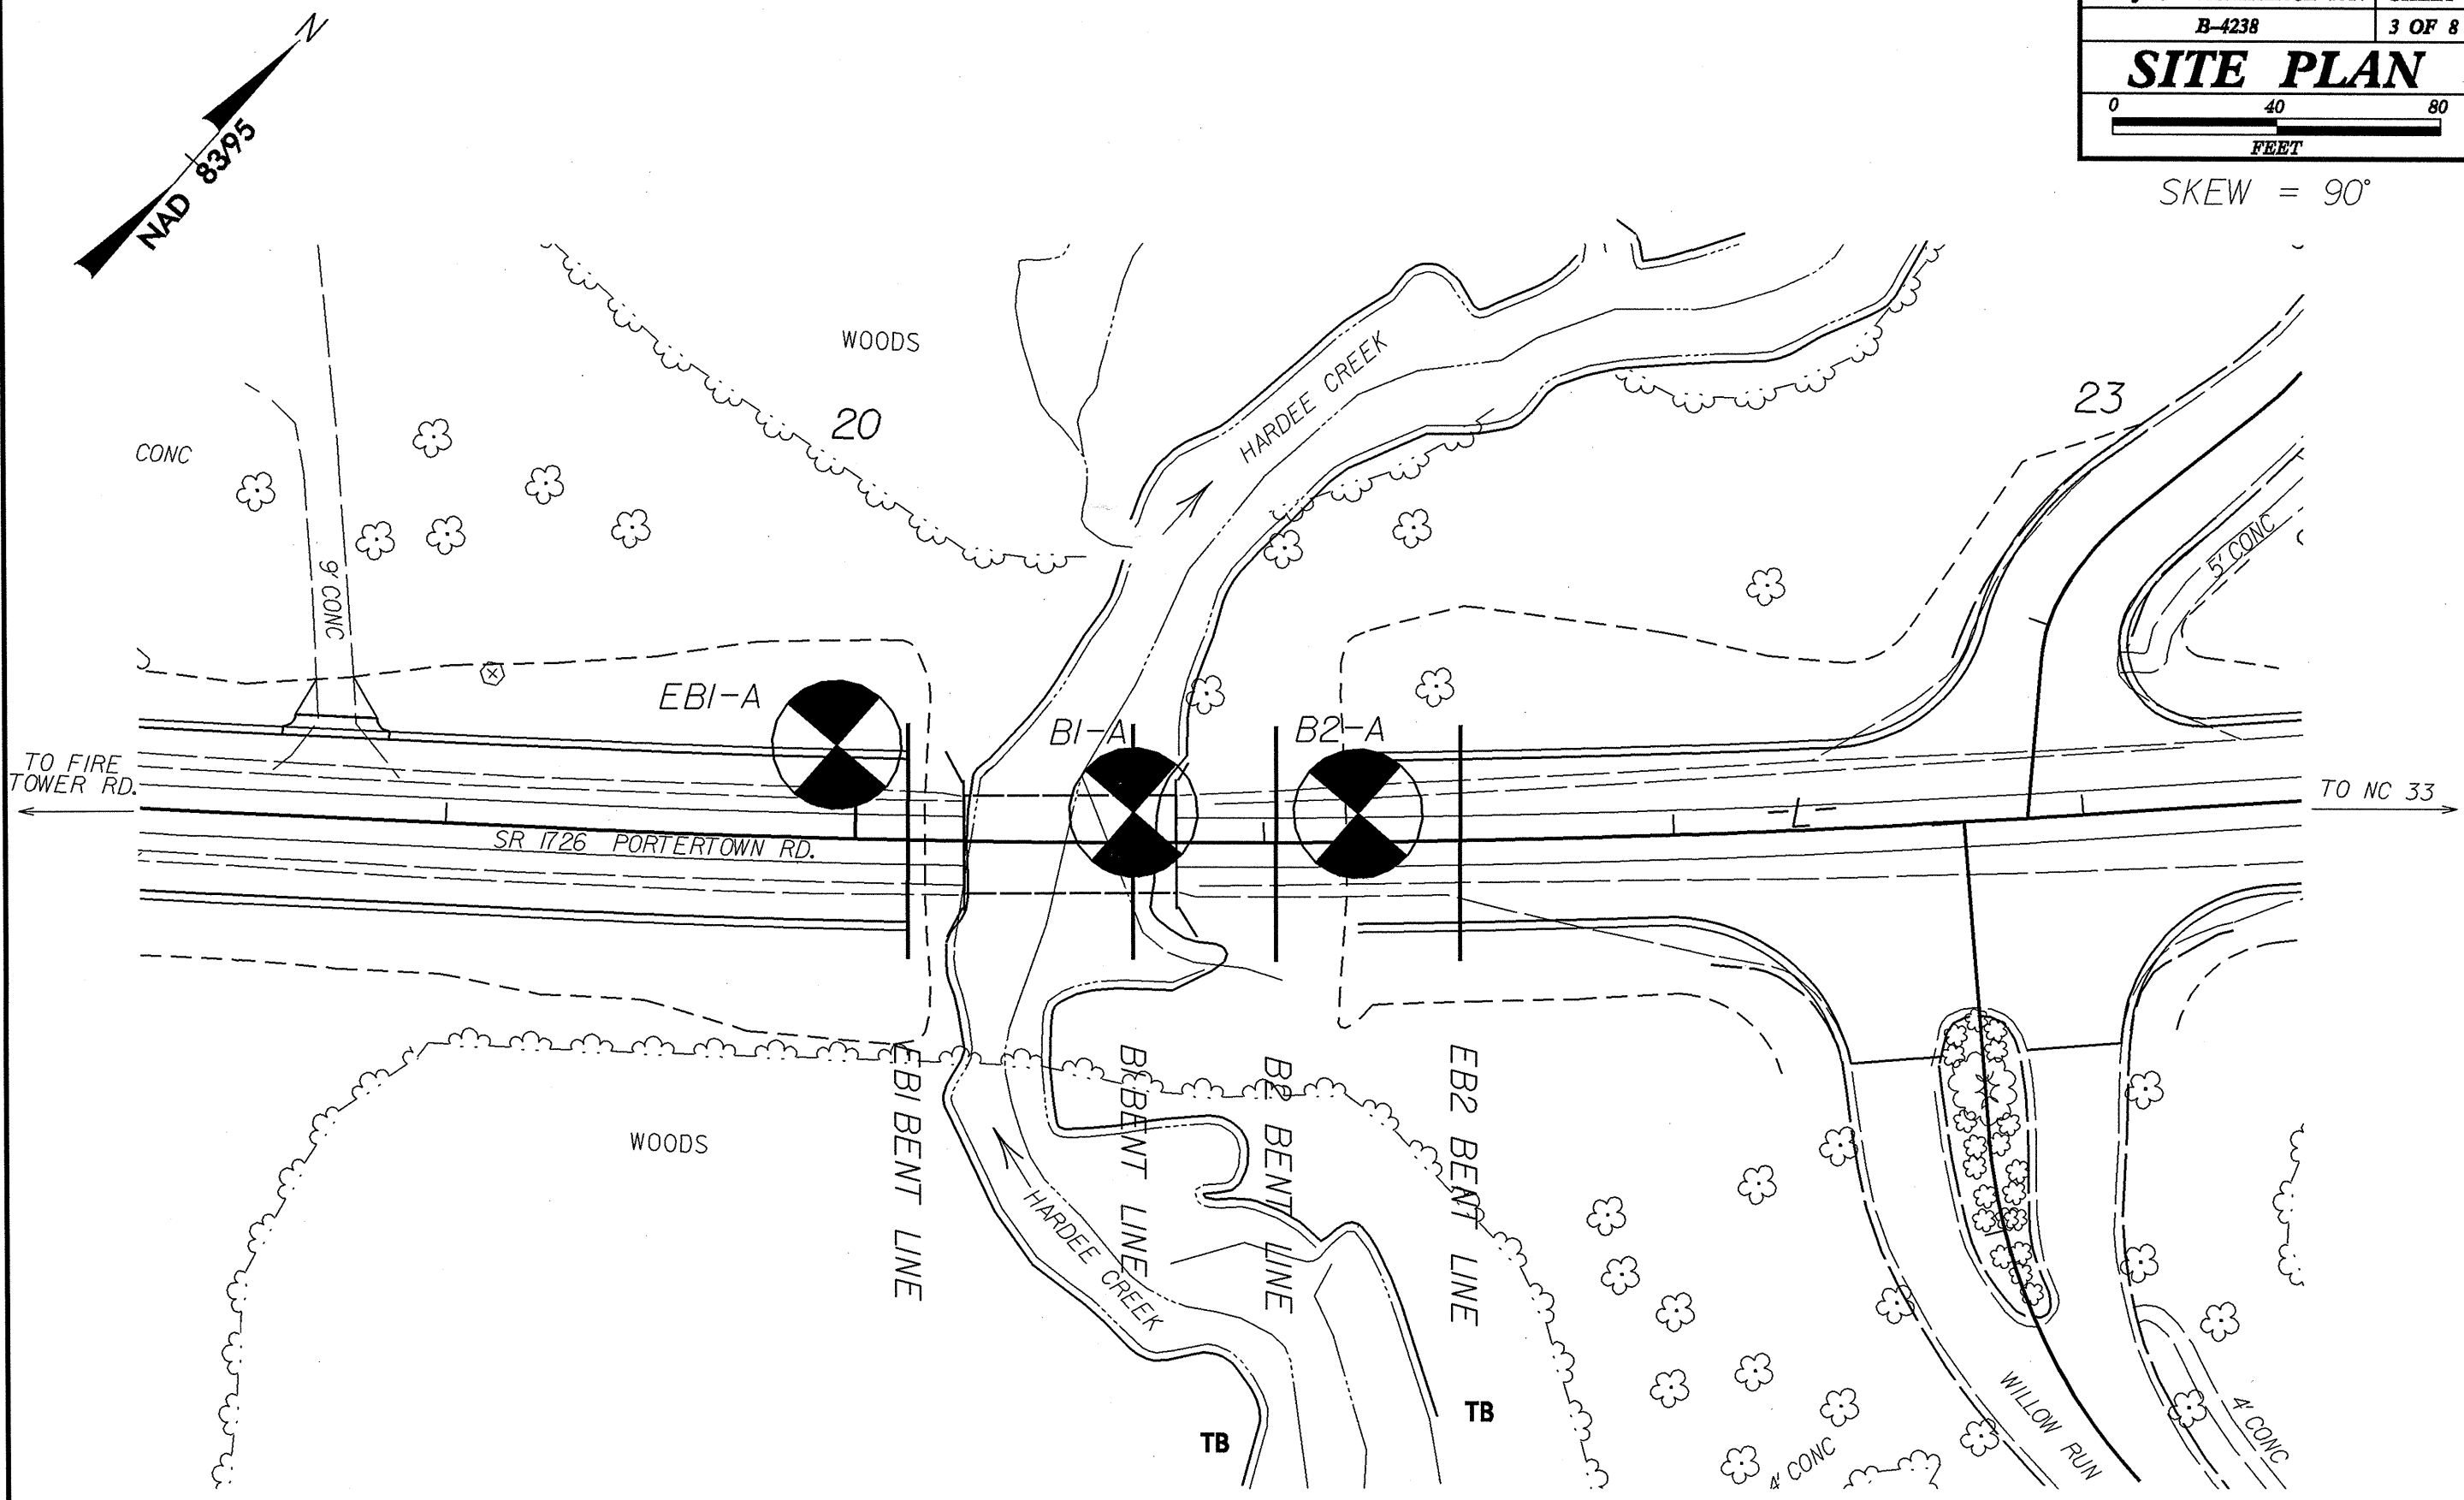 B-4238
3 OF 8
SITE PLAN
0 40 80
FEET
SKEW = 90°
N
NAD 83/95
WOODS
20
HARDEE CREEK
23
CONC
9' CONC
5' CONC
EB1-A
B1-A
B2-A
TO FIRE
TOWER RD.
SR 1726 PORTERTOWN RD.
-L-
TO NC 33
EB1 BENT LINE
B1 BENT LINE
B2 BENT LINE
EB2 BENT LINE
WOODS
HARDEE CREEK
TB
TB
4' CONC
WILLOW RUN
4' CONC